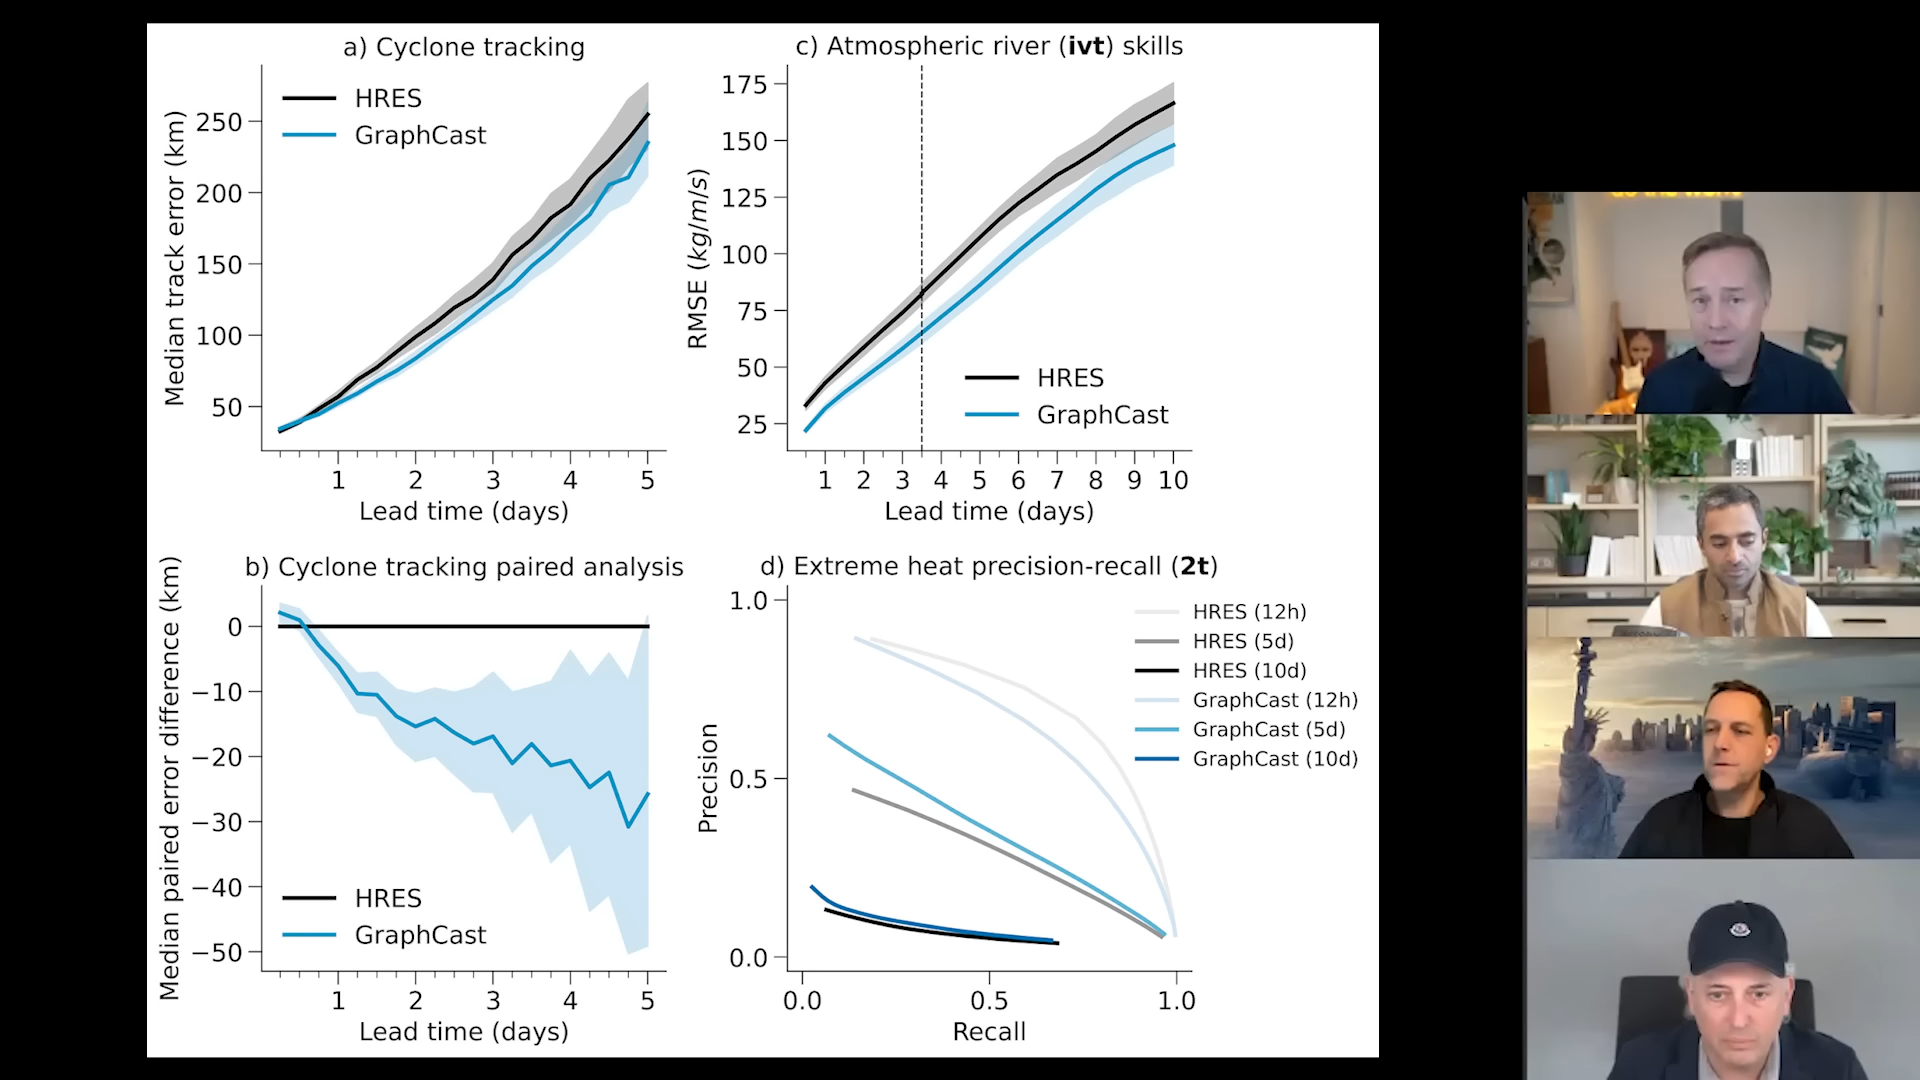 a) Cyclone tracking
HRES
GraphCast
Median track error (km)
250
200
150
100
50
1 2 3 4 5
Lead time (days)
c) Atmospheric river (ivt) skills
RMSE (kg/m/s)
175
150
125
100
75
50
25
HRES
GraphCast
1 2 3 4 5 6 7 8 9 10
Lead time (days)
b) Cyclone tracking paired analysis
Median paired error difference (km)
0
−10
−20
−30
−40
−50
HRES
GraphCast
1 2 3 4 5
Lead time (days)
d) Extreme heat precision-recall (2t)
Precision
1.0
0.5
0.0
HRES (12h)
HRES (5d)
HRES (10d)
GraphCast (12h)
GraphCast (5d)
GraphCast (10d)
0.0 0.5 1.0
Recall